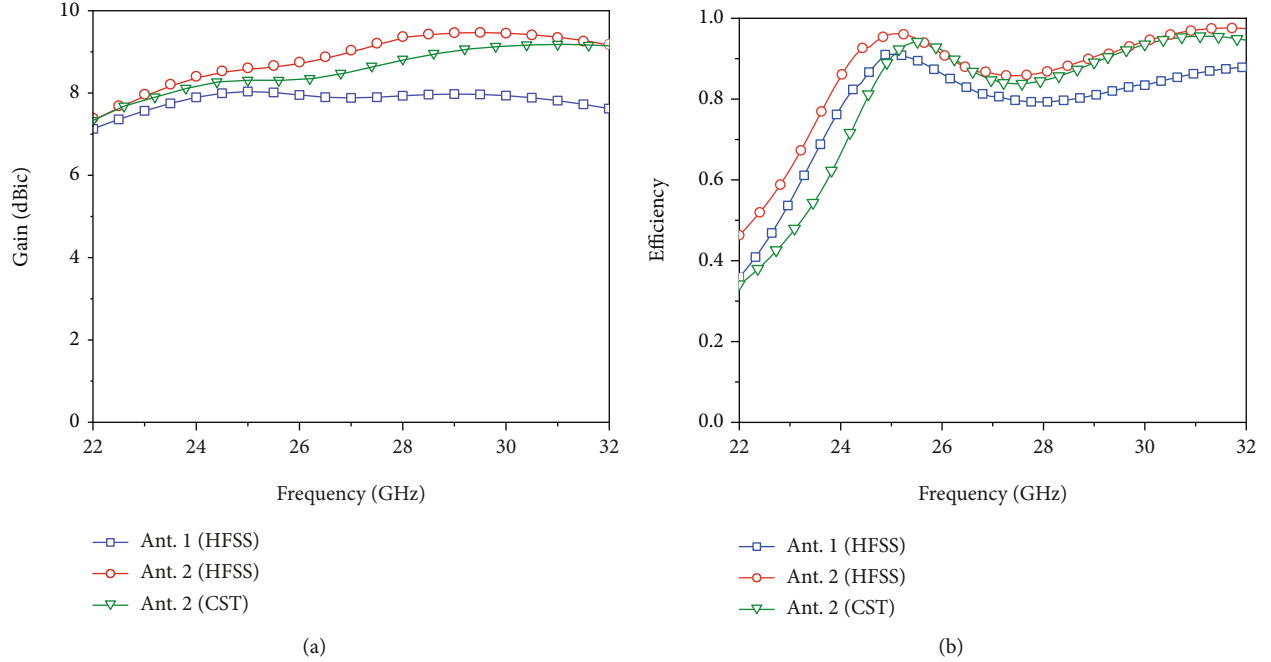 10
8
6
4
2
0
Gain (dBic)
22 24 26 28 30 32
Frequency (GHz)
Ant. 1 (HFSS)
Ant. 2 (HFSS)
Ant. 2 (CST)
(a)
1.0
0.8
0.6
0.4
0.2
0.0
Efficiency
22 24 26 28 30 32
Frequency (GHz)
Ant. 1 (HFSS)
Ant. 2 (HFSS)
Ant. 2 (CST)
(b)